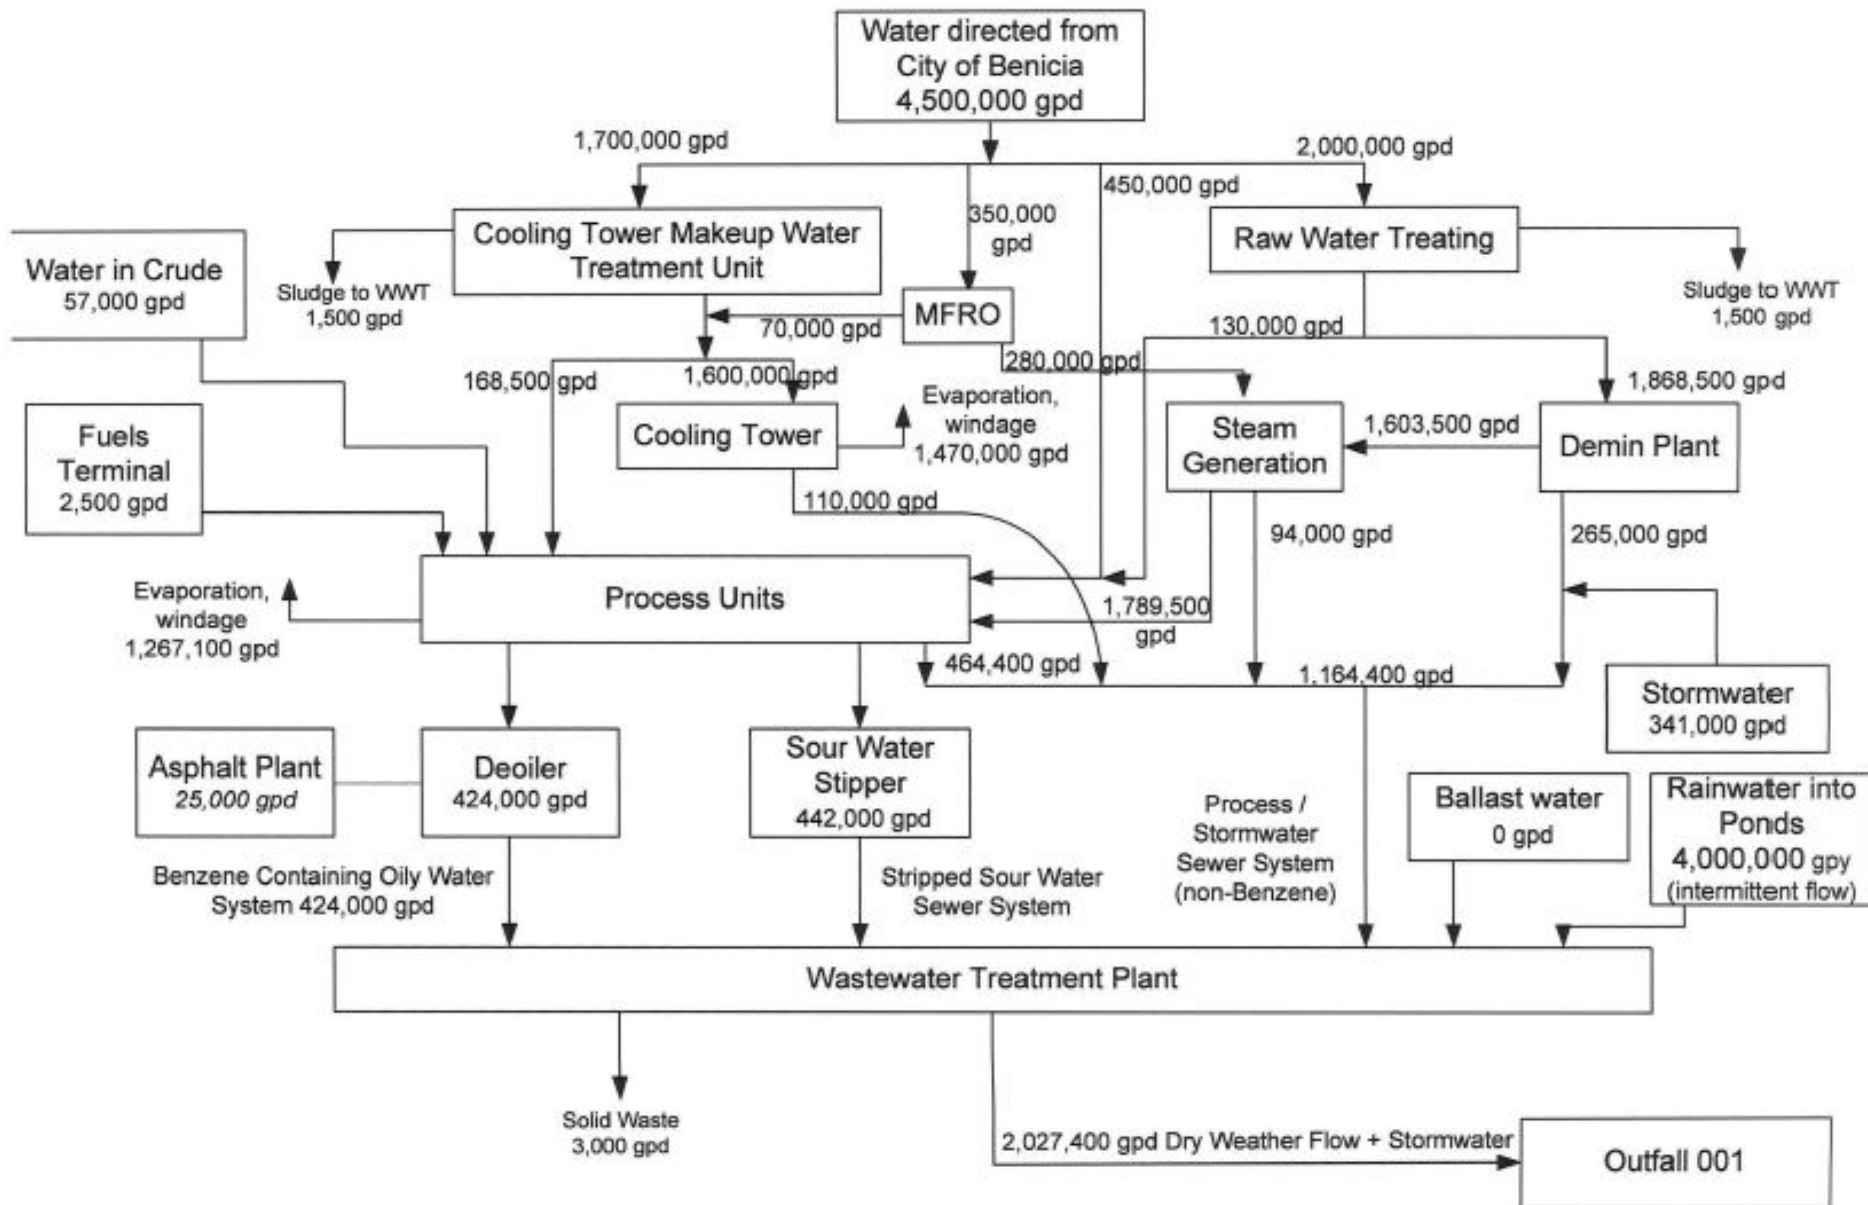 Water directed from
City of Benicia
4,500,000 gpd
1,700,000 gpd
2,000,000 gpd
450,000 gpd
350,000
gpd
Cooling Tower Makeup Water
Treatment Unit
Raw Water Treating
Water in Crude
57,000 gpd
Sludge to WWT
1,500 gpd
MFRO
70,000 gpd
Sludge to WWT
1,500 gpd
130,000 gpd
280,000 gpd
168,500 gpd
1,600,000 gpd
1,868,500 gpd
Fuels
Terminal
2,500 gpd
Cooling Tower
Evaporation,
windage
1,470,000 gpd
Steam
Generation
1,603,500 gpd
Demin Plant
110,000 gpd
94,000 gpd
265,000 gpd
Evaporation,
windage
1,267,100 gpd
Process Units
1,789,500
gpd
464,400 gpd
1,164,400 gpd
Stormwater
341,000 gpd
Asphalt Plant
25,000 gpd
Deoiler
424,000 gpd
Sour Water
Stipper
442,000 gpd
Process /
Stormwater
Sewer System
(non-Benzene)
Ballast water
0 gpd
Rainwater into
Ponds
4,000,000 gpy
(intermittent flow)
Benzene Containing Oily Water
System 424,000 gpd
Stripped Sour Water
Sewer System
Wastewater Treatment Plant
Solid Waste
3,000 gpd
2,027,400 gpd Dry Weather Flow + Stormwater
Outfall 001